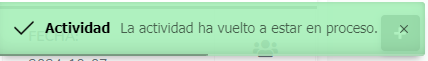 Actividad La actividad ha vuelto a estar en proceso.